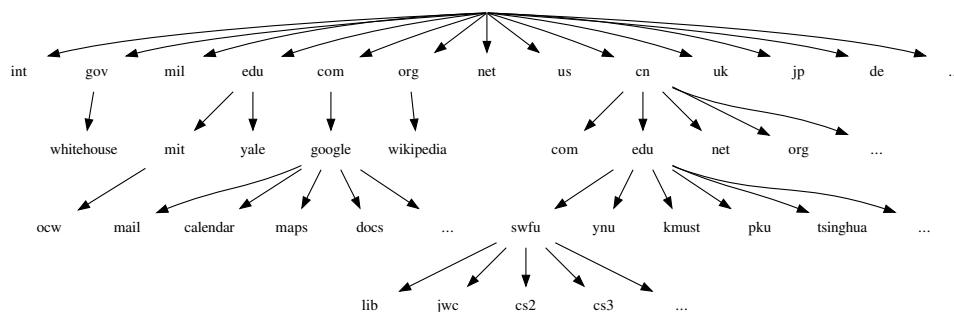 int gov mil edu com org net us cn uk jp de ..
whitehouse mit yale google wikipedia com edu net org ...
ocw mail calendar maps docs ... swfu ynu kmust pku tsinghua ...
lib jwc cs2 cs3 ...